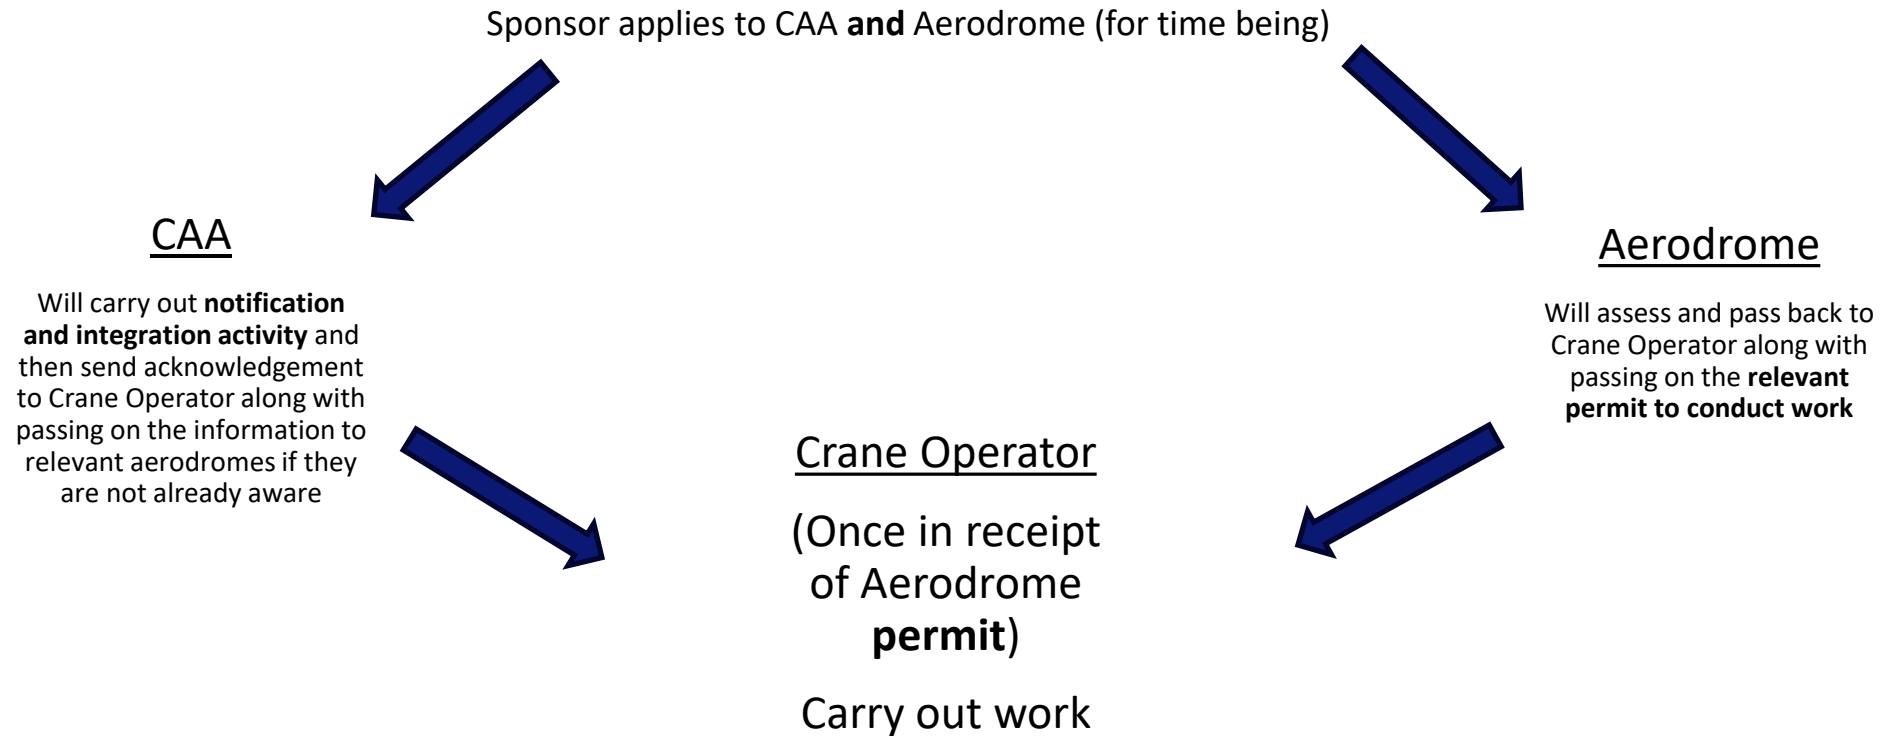 Sponsor applies to CAA and Aerodrome (for time being)
CAA
Will carry out notification
and integration activity and
then send acknowledgement
to Crane Operator along with
passing on the information to
relevant aerodromes if they
are not already aware
Aerodrome
Will assess and pass back to
Crane Operator along with
passing on the relevant
permit to conduct work
Crane Operator
(Once in receipt
of Aerodrome
permit)
Carry out work